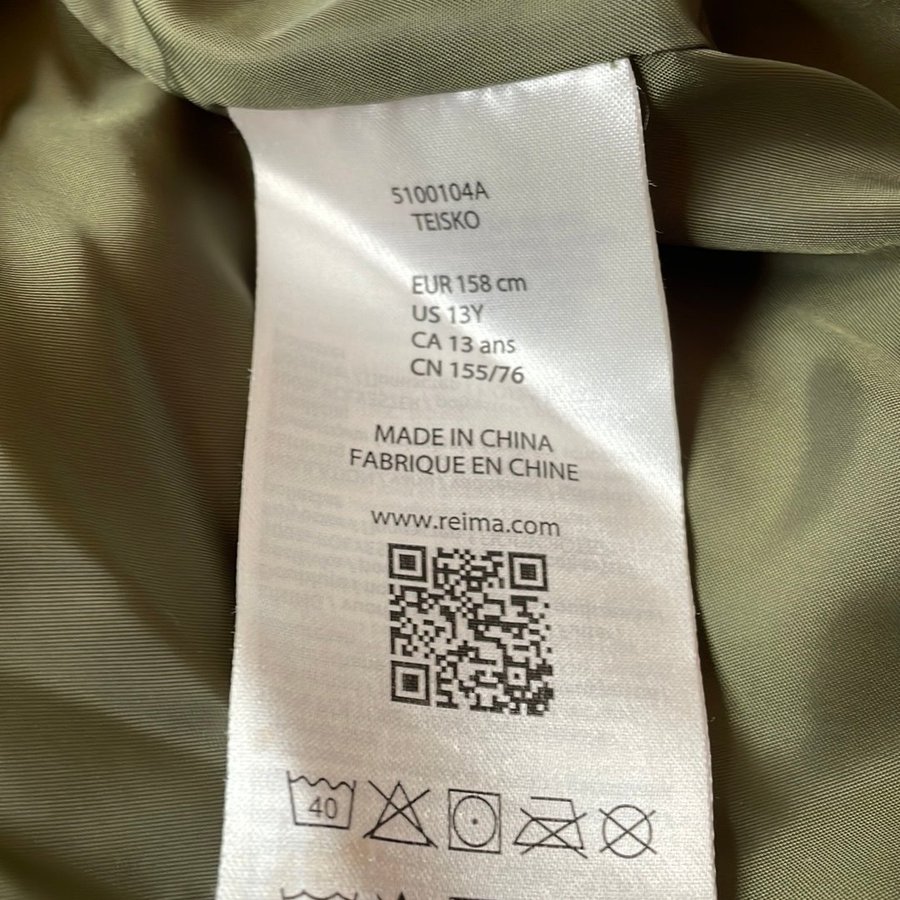 5100104A
TEISKO
EUR 158 cm
US 13Y
CA 13 ans
CN 155/76
MADE IN CHINA
FABRIQUE EN CHINE
www.reima.com
40